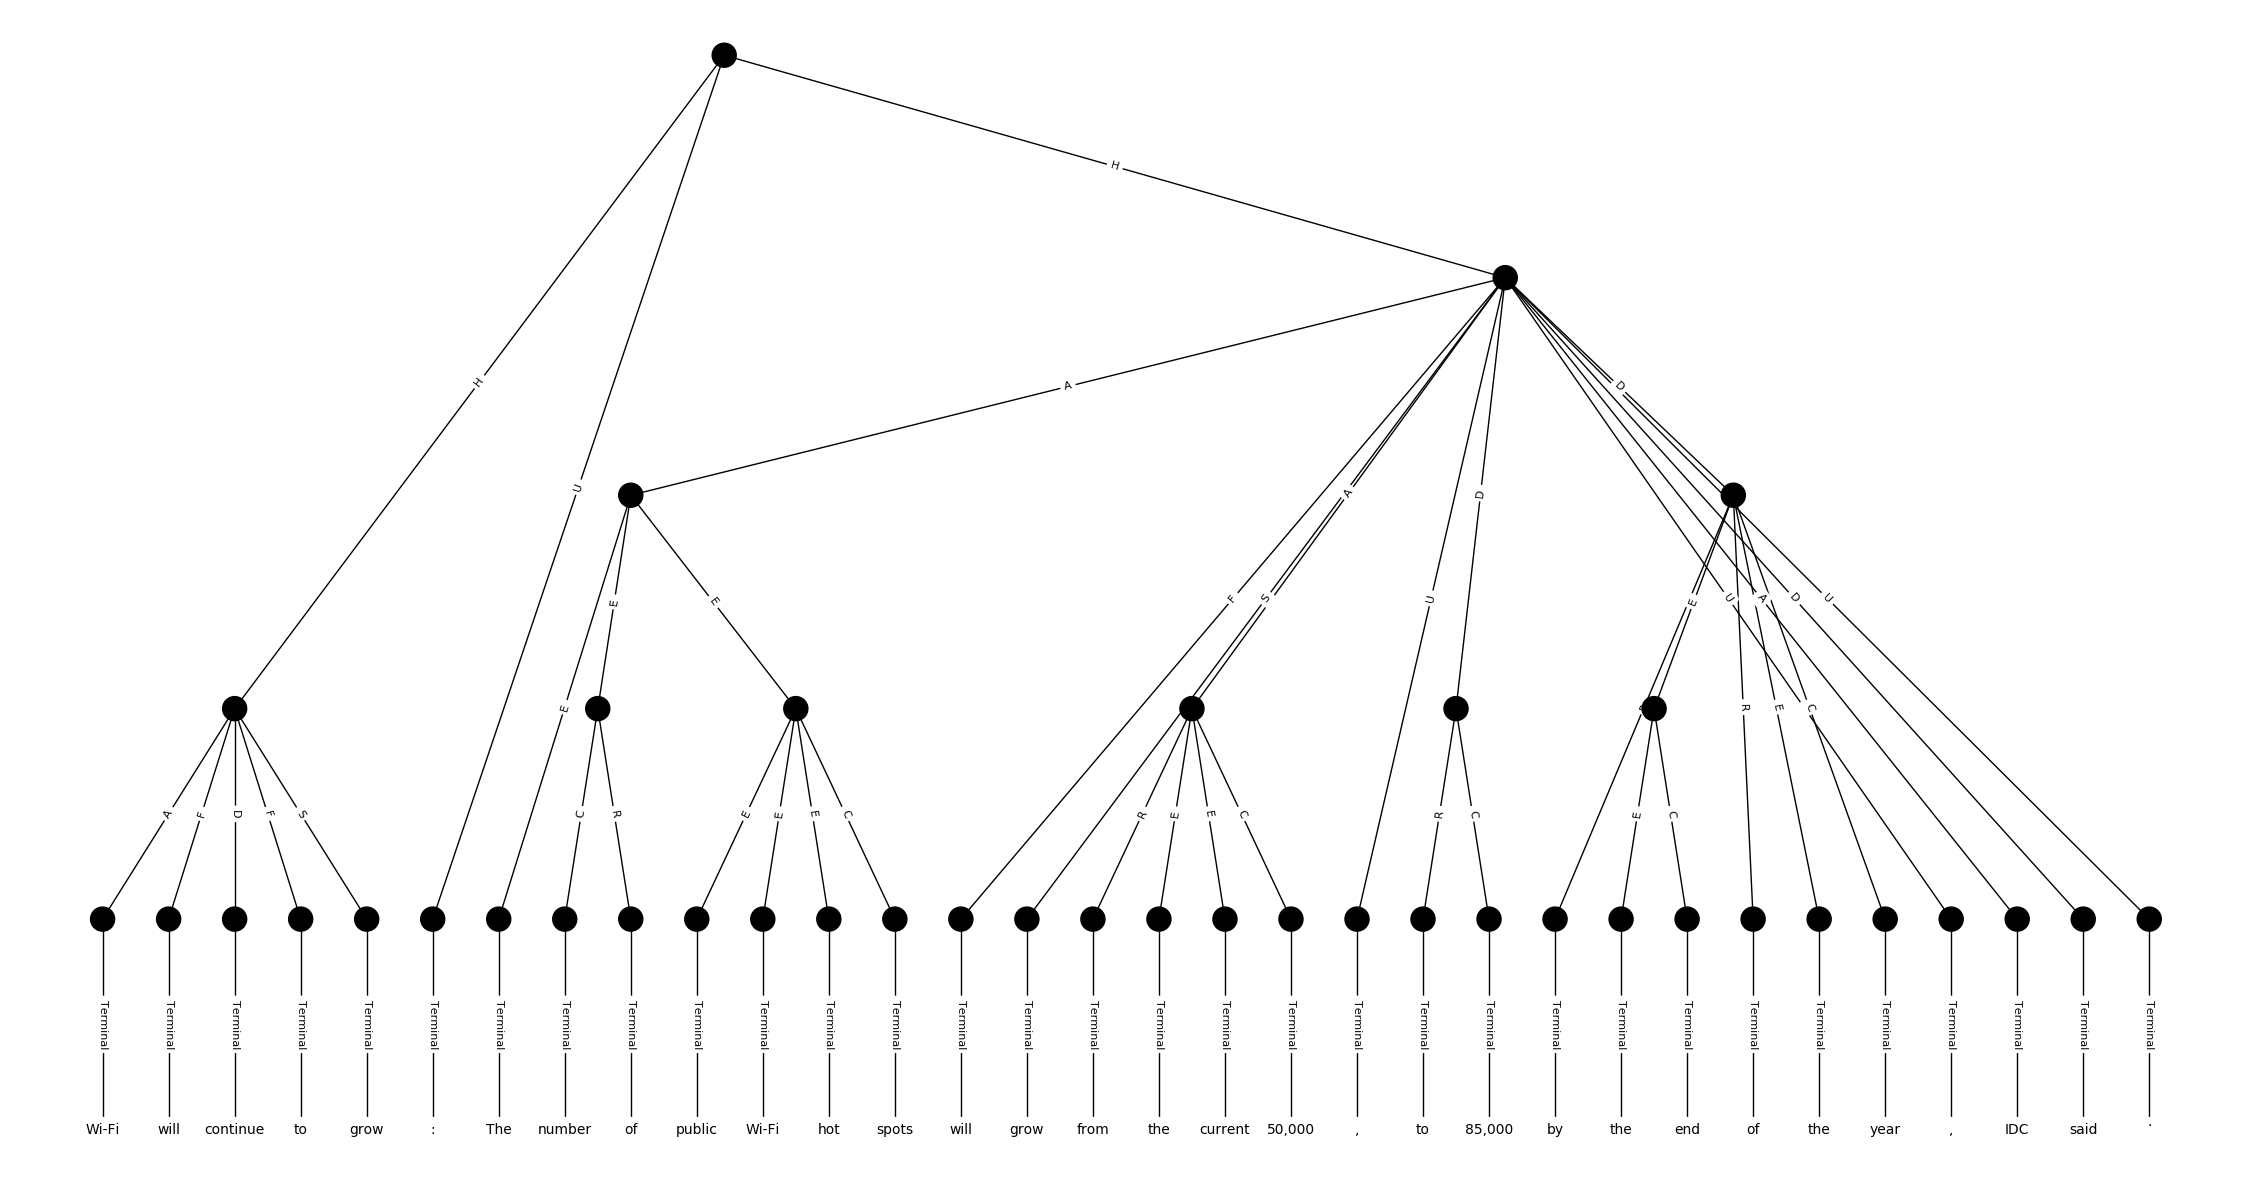 H
H
A
D
U
A
D
E
E
F
S
U
E
U
A
D
U
E
R
E
C
A
F
D
F
S
C
R
E
E
E
C
R
E
E
C
R
C
E
C
Terminal Terminal Terminal Terminal Terminal Terminal Terminal Terminal Terminal Terminal Terminal Terminal Terminal Terminal Terminal Terminal Terminal Terminal Terminal Terminal Terminal Terminal Terminal Terminal Terminal Terminal Terminal Terminal Terminal Terminal Terminal Terminal
Wi-Fi will continue to grow : The number of public Wi-Fi hot spots will grow from the current 50,000 , to 85,000 by the end of the year , IDC said .